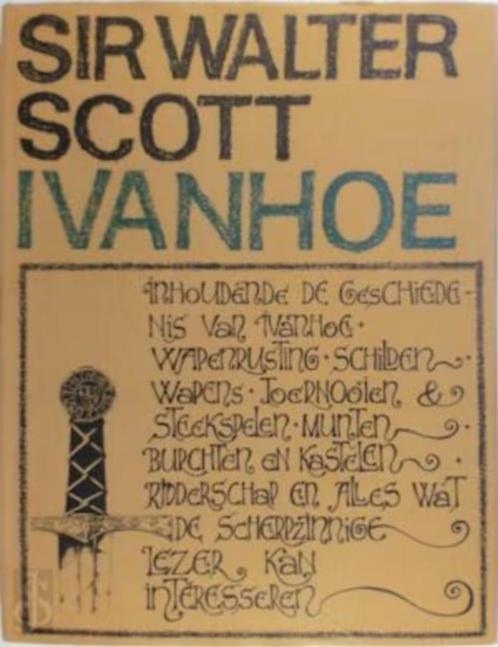 SIR WALTER
SCOTT
IVANHOE
INHOUDENDE DE GESCHIEDE-
NIS VAN IVANHOE ·
WAPENRUSTING · SCHILDEN ·
WAPENS · TOERNOOIEN &
STEEKSPELEN · MUNTEN ·
BURCHTEN EN KASTELEN ·
RIDDERSCHAP EN ALLES WAT
DE SCHERPZINNIGE
LEZER KAN
INTERESSEREN